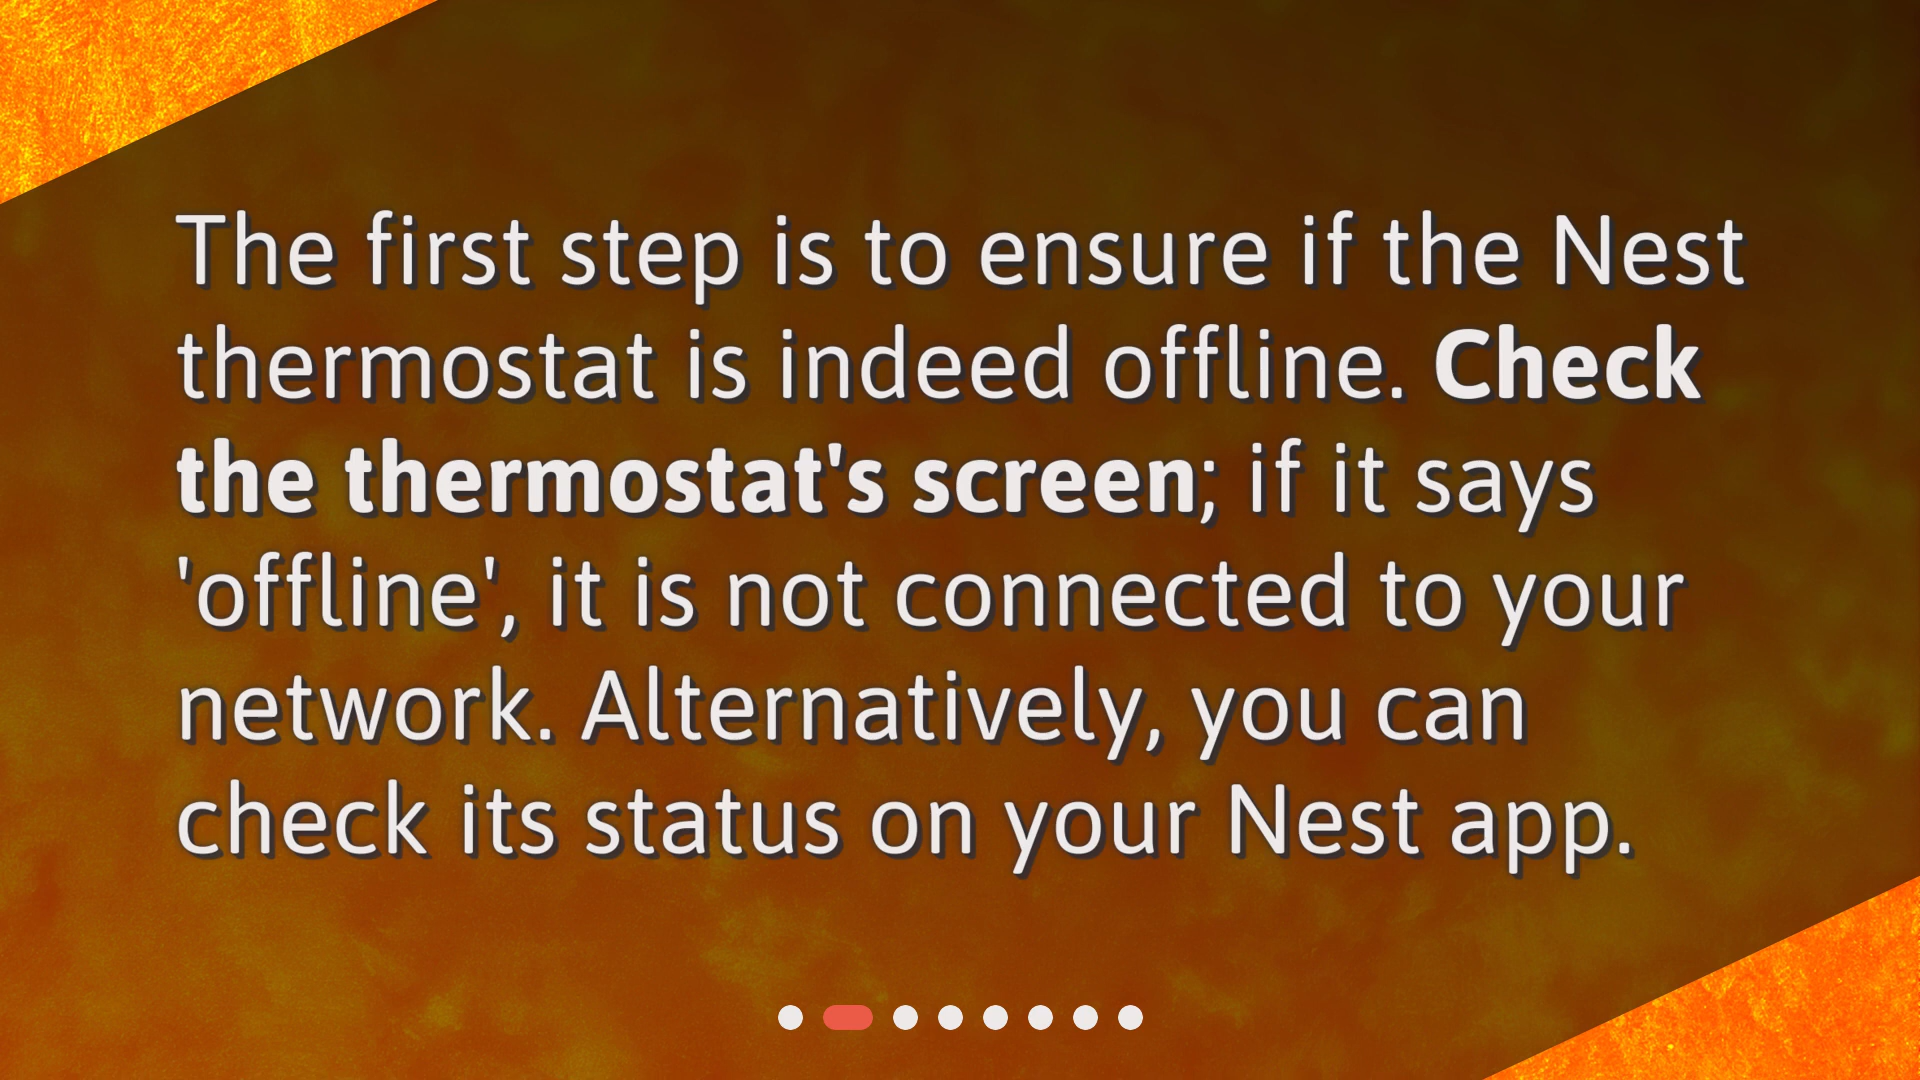 The first step is to ensure if the Nest
thermostat is indeed offline. Check
the thermostat's screen; if it says
'offline', it is not connected to your
network. Alternatively, you can
check its status on your Nest app.